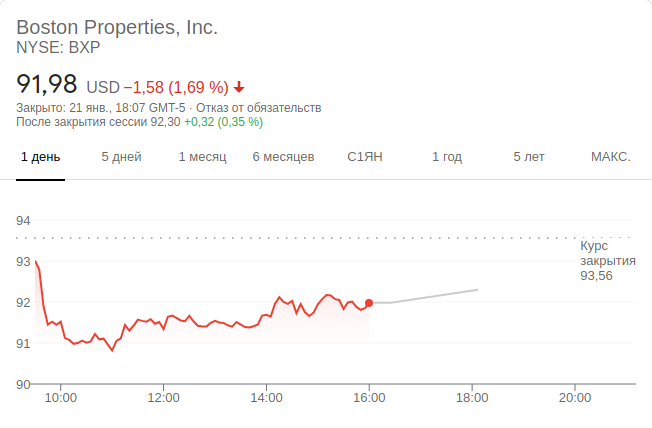 Boston Properties, Inc.
NYSE: BXP
91,98 USD −1,58 (1,69 %)
Закрыто: 21 янв., 18:07 GMT-5 · Отказ от обязательств
После закрытия сессии 92,30 +0,32 (0,35 %)
1 день 5 дней 1 месяц 6 месяцев С1ЯН 1 год 5 лет МАКС.
94
Курс
закрытия
93,56
93
92
91
90
10:00 12:00 14:00 16:00 18:00 20:00